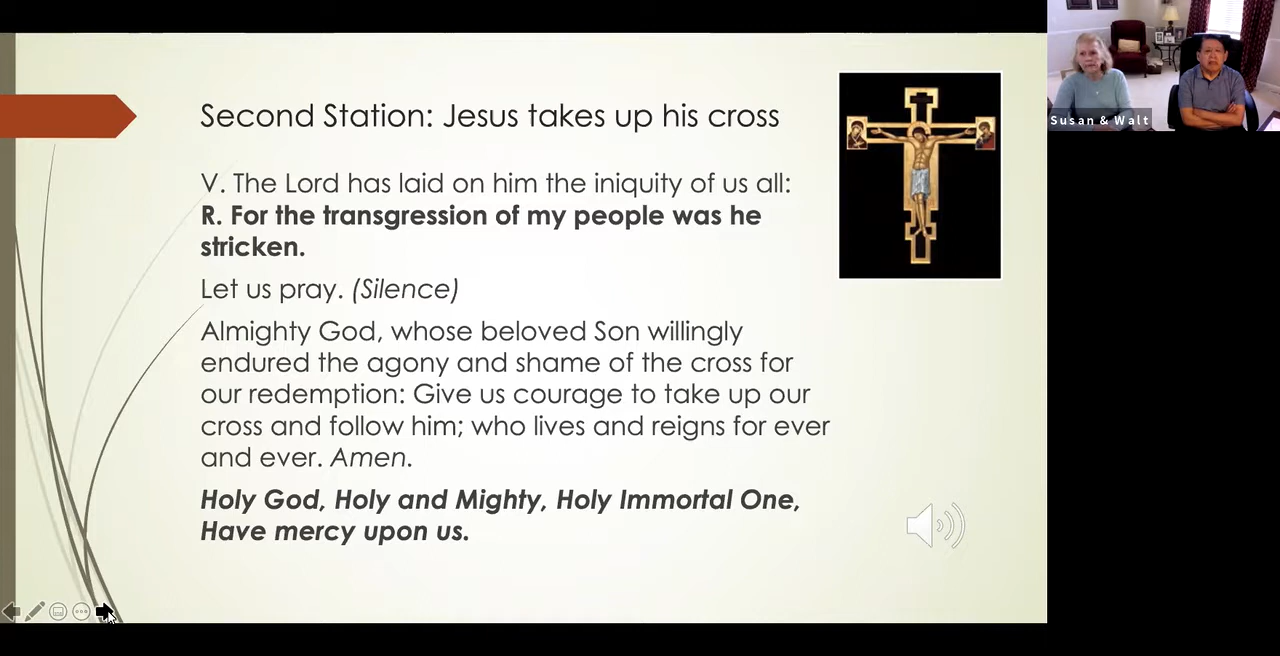 Second Station: Jesus takes up his cross
V. The Lord has laid on him the iniquity of us all:
R. For the transgression of my people was he
stricken.
Let us pray. (Silence)
Almighty God, whose beloved Son willingly
endured the agony and shame of the cross for
our redemption: Give us courage to take up our
cross and follow him; who lives and reigns for ever
and ever. Amen.
Holy God, Holy and Mighty, Holy Immortal One,
Have mercy upon us.
Susan & Walt